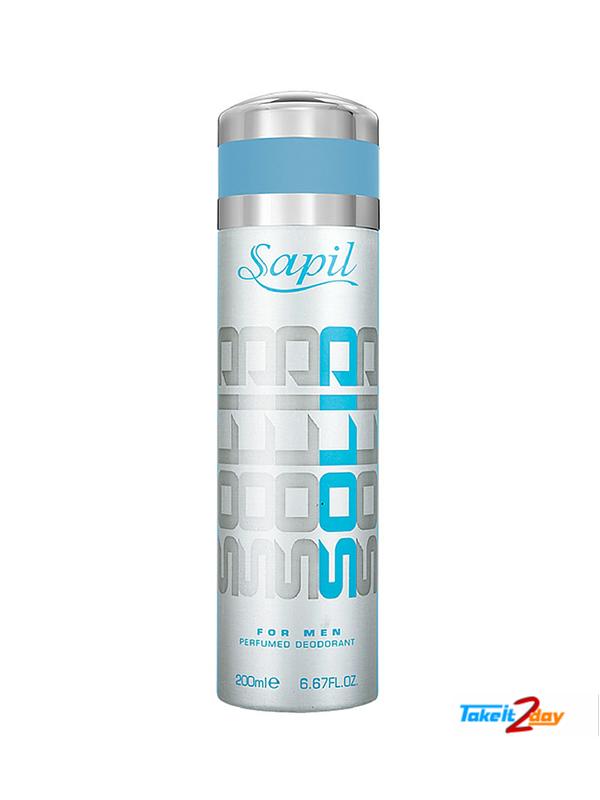 Sapil
SOLID
FOR MEN
PERFUMED DEODORANT
200ml e 6.67FL.OZ.
Takeit2day